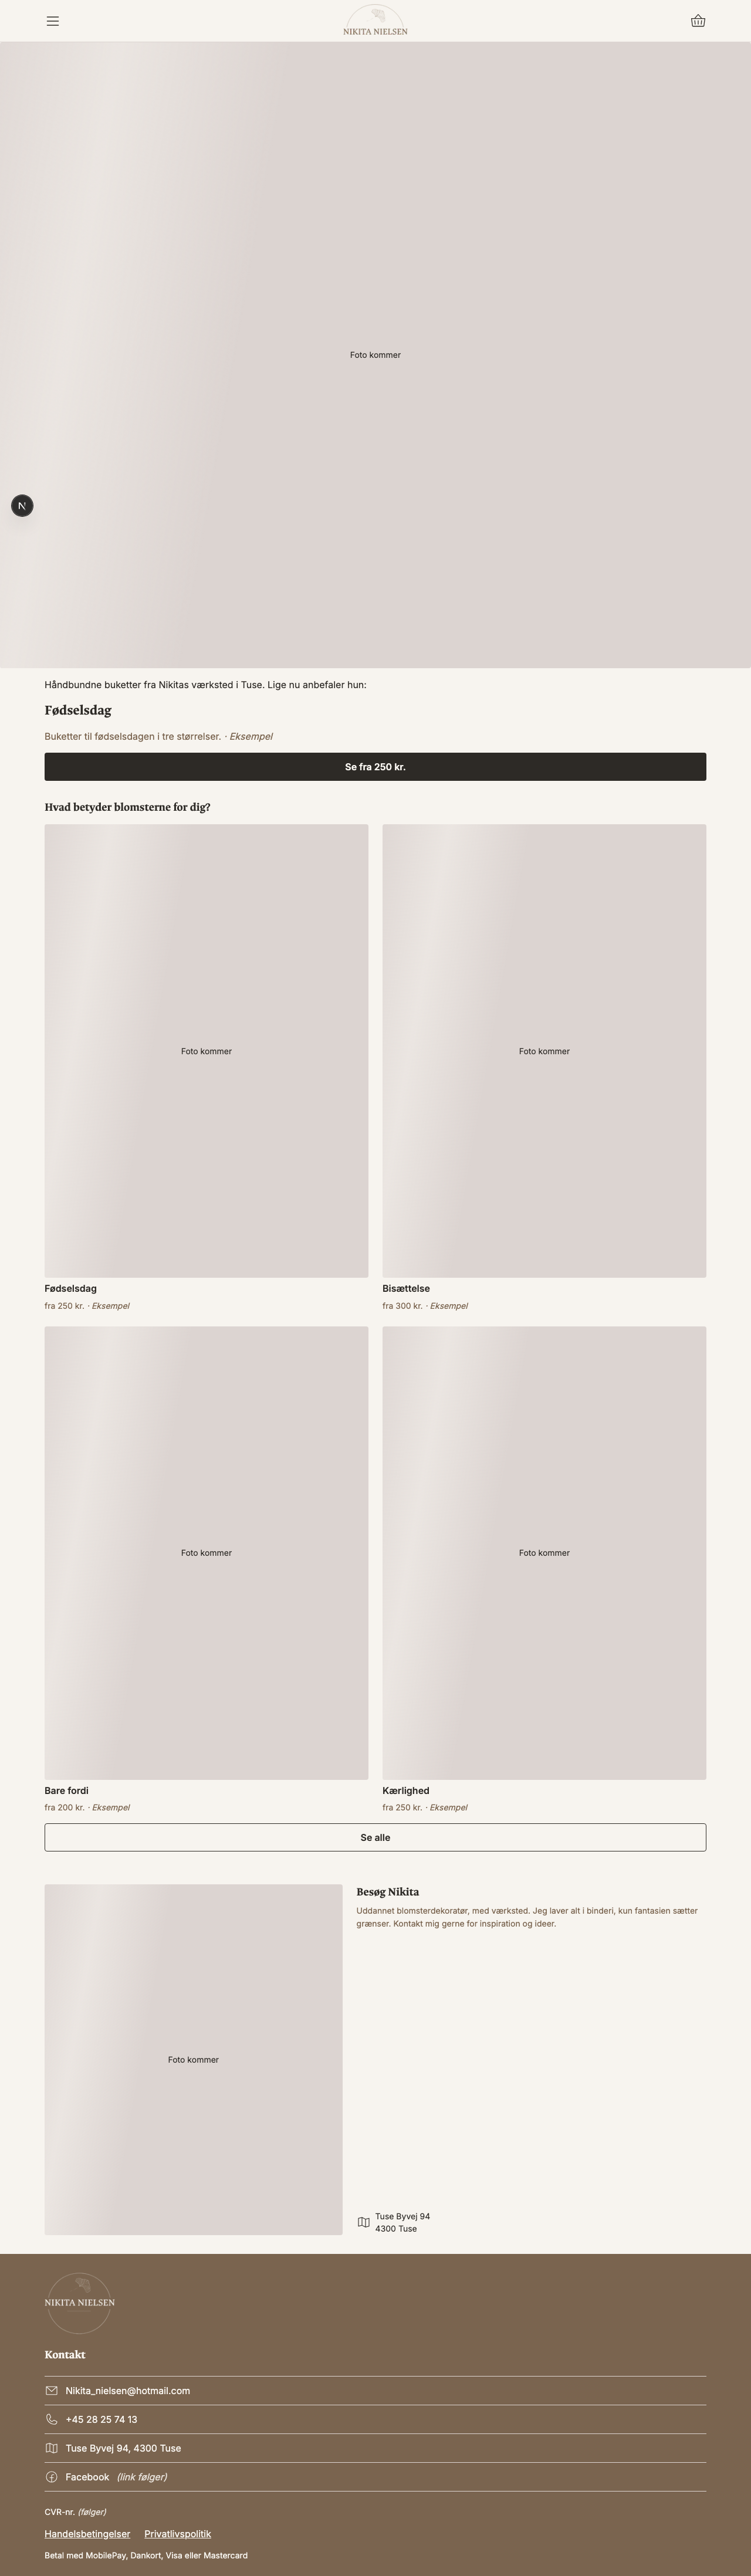 NIKITA NIELSEN
Foto kommer
N
Håndbundne buketter fra Nikitas værksted i Tuse. Lige nu anbefaler hun:
Fødselsdag
Buketter til fødselsdagen i tre størrelser. · Eksempel
Se fra 250 kr.
Hvad betyder blomsterne for dig?
Foto kommer
Foto kommer
Fødselsdag
fra 250 kr. · Eksempel
Bisættelse
fra 300 kr. · Eksempel
Foto kommer
Foto kommer
Bare fordi
fra 200 kr. · Eksempel
Kærlighed
fra 250 kr. · Eksempel
Se alle
Foto kommer
Besøg Nikita
Uddannet blomsterdekoratør, med værksted. Jeg laver alt i binderi, kun fantasien sætter
grænser. Kontakt mig gerne for inspiration og ideer.
Tuse Byvej 94
4300 Tuse
NIKITA NIELSEN
Kontakt
Nikita_nielsen@hotmail.com
+45 28 25 74 13
Tuse Byvej 94, 4300 Tuse
Facebook (link følger)
CVR-nr. (følger)
Handelsbetingelser Privatlivspolitik
Betal med MobilePay, Dankort, Visa eller Mastercard